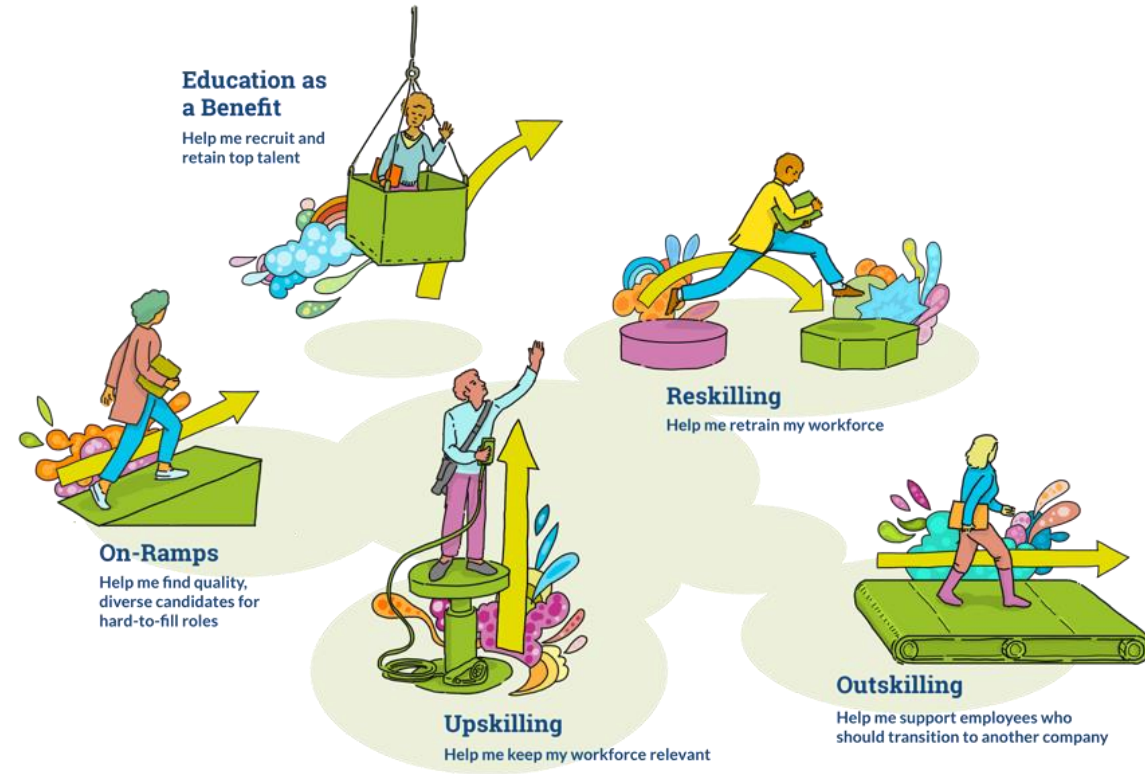 Education as
a Benefit
Help me recruit and
retain top talent
Reskilling
Help me retrain my workforce
On-Ramps
Help me find quality,
diverse candidates for
hard-to-fill roles
Upskilling
Help me keep my workforce relevant
Outskilling
Help me support employees who
should transition to another company